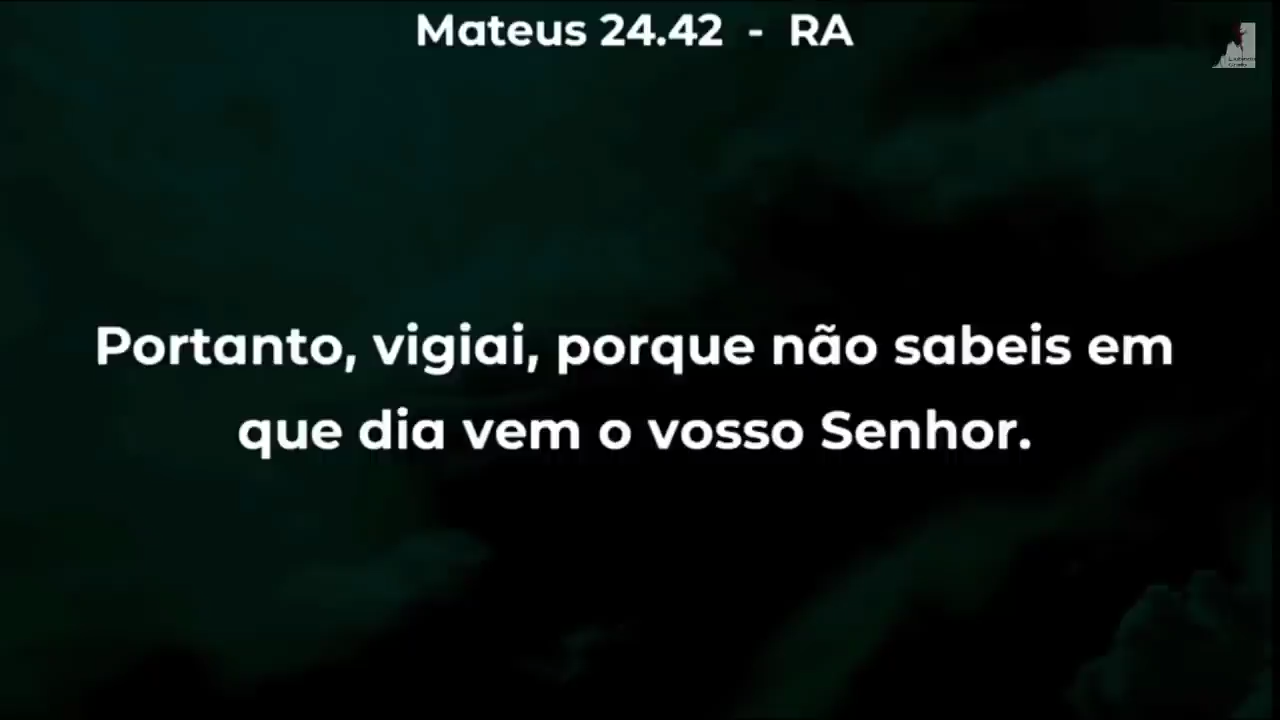 Mateus 24.42 - RA
Portanto, vigiai, porque não sabeis em
que dia vem o vosso Senhor.